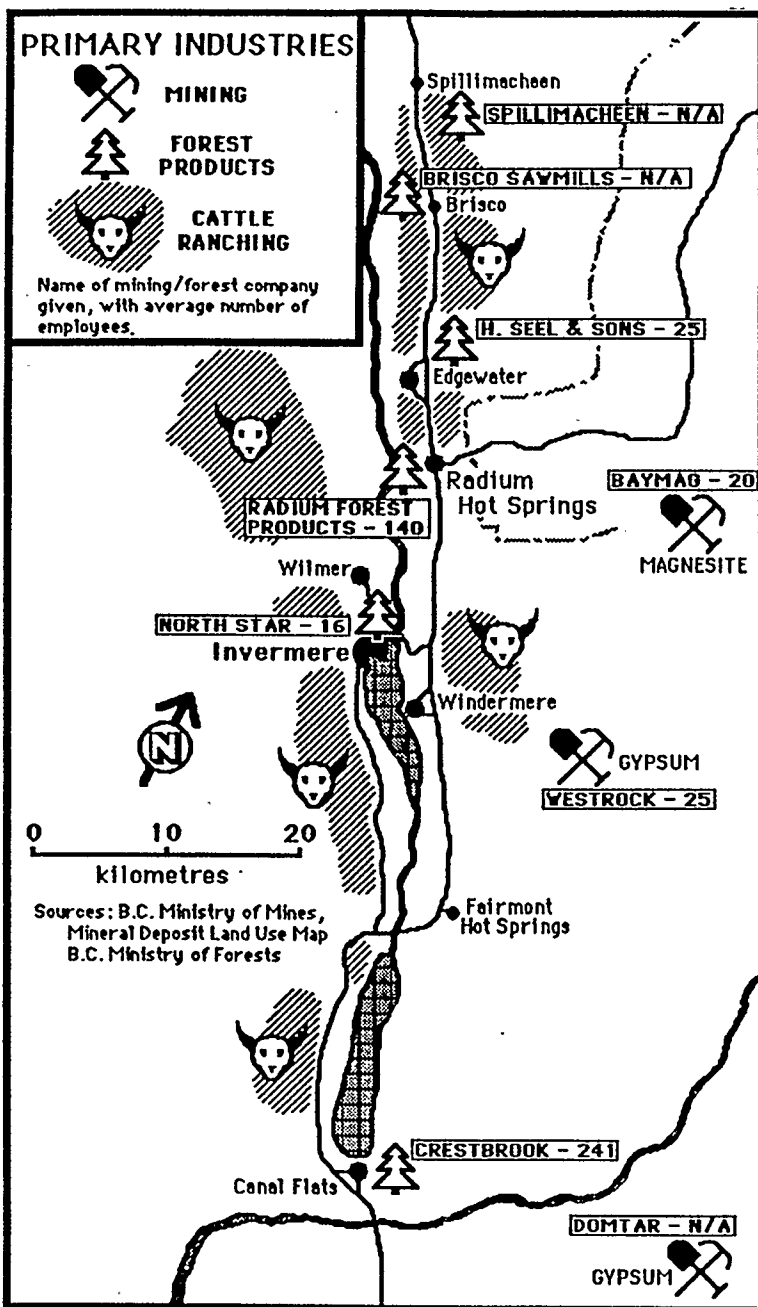 PRIMARY INDUSTRIES
MINING
FOREST
PRODUCTS
CATTLE
RANCHING
Name of mining/forest company
given, with average number of
employees.
Spillimacheen
SPILLIMACHEEN - N/A
BRISCO SAWMILLS - N/A
Brisco
H. SEEL & SONS - 25
Edgewater
Radium
Hot Springs
BAYMAG - 20
MAGNESITE
RADIUM FOREST
PRODUCTS - 140
Wilmer
NORTH STAR - 16
Invermere
Windermere
N
GYPSUM
WESTROCK - 25
0 10 20
kilometres
Sources: B.C. Ministry of Mines,
Mineral Deposit Land Use Map
B.C. Ministry of Forests
Fairmont
Hot Springs
CRESTBROOK - 241
Canal Flats
DOMTAR - N/A
GYPSUM